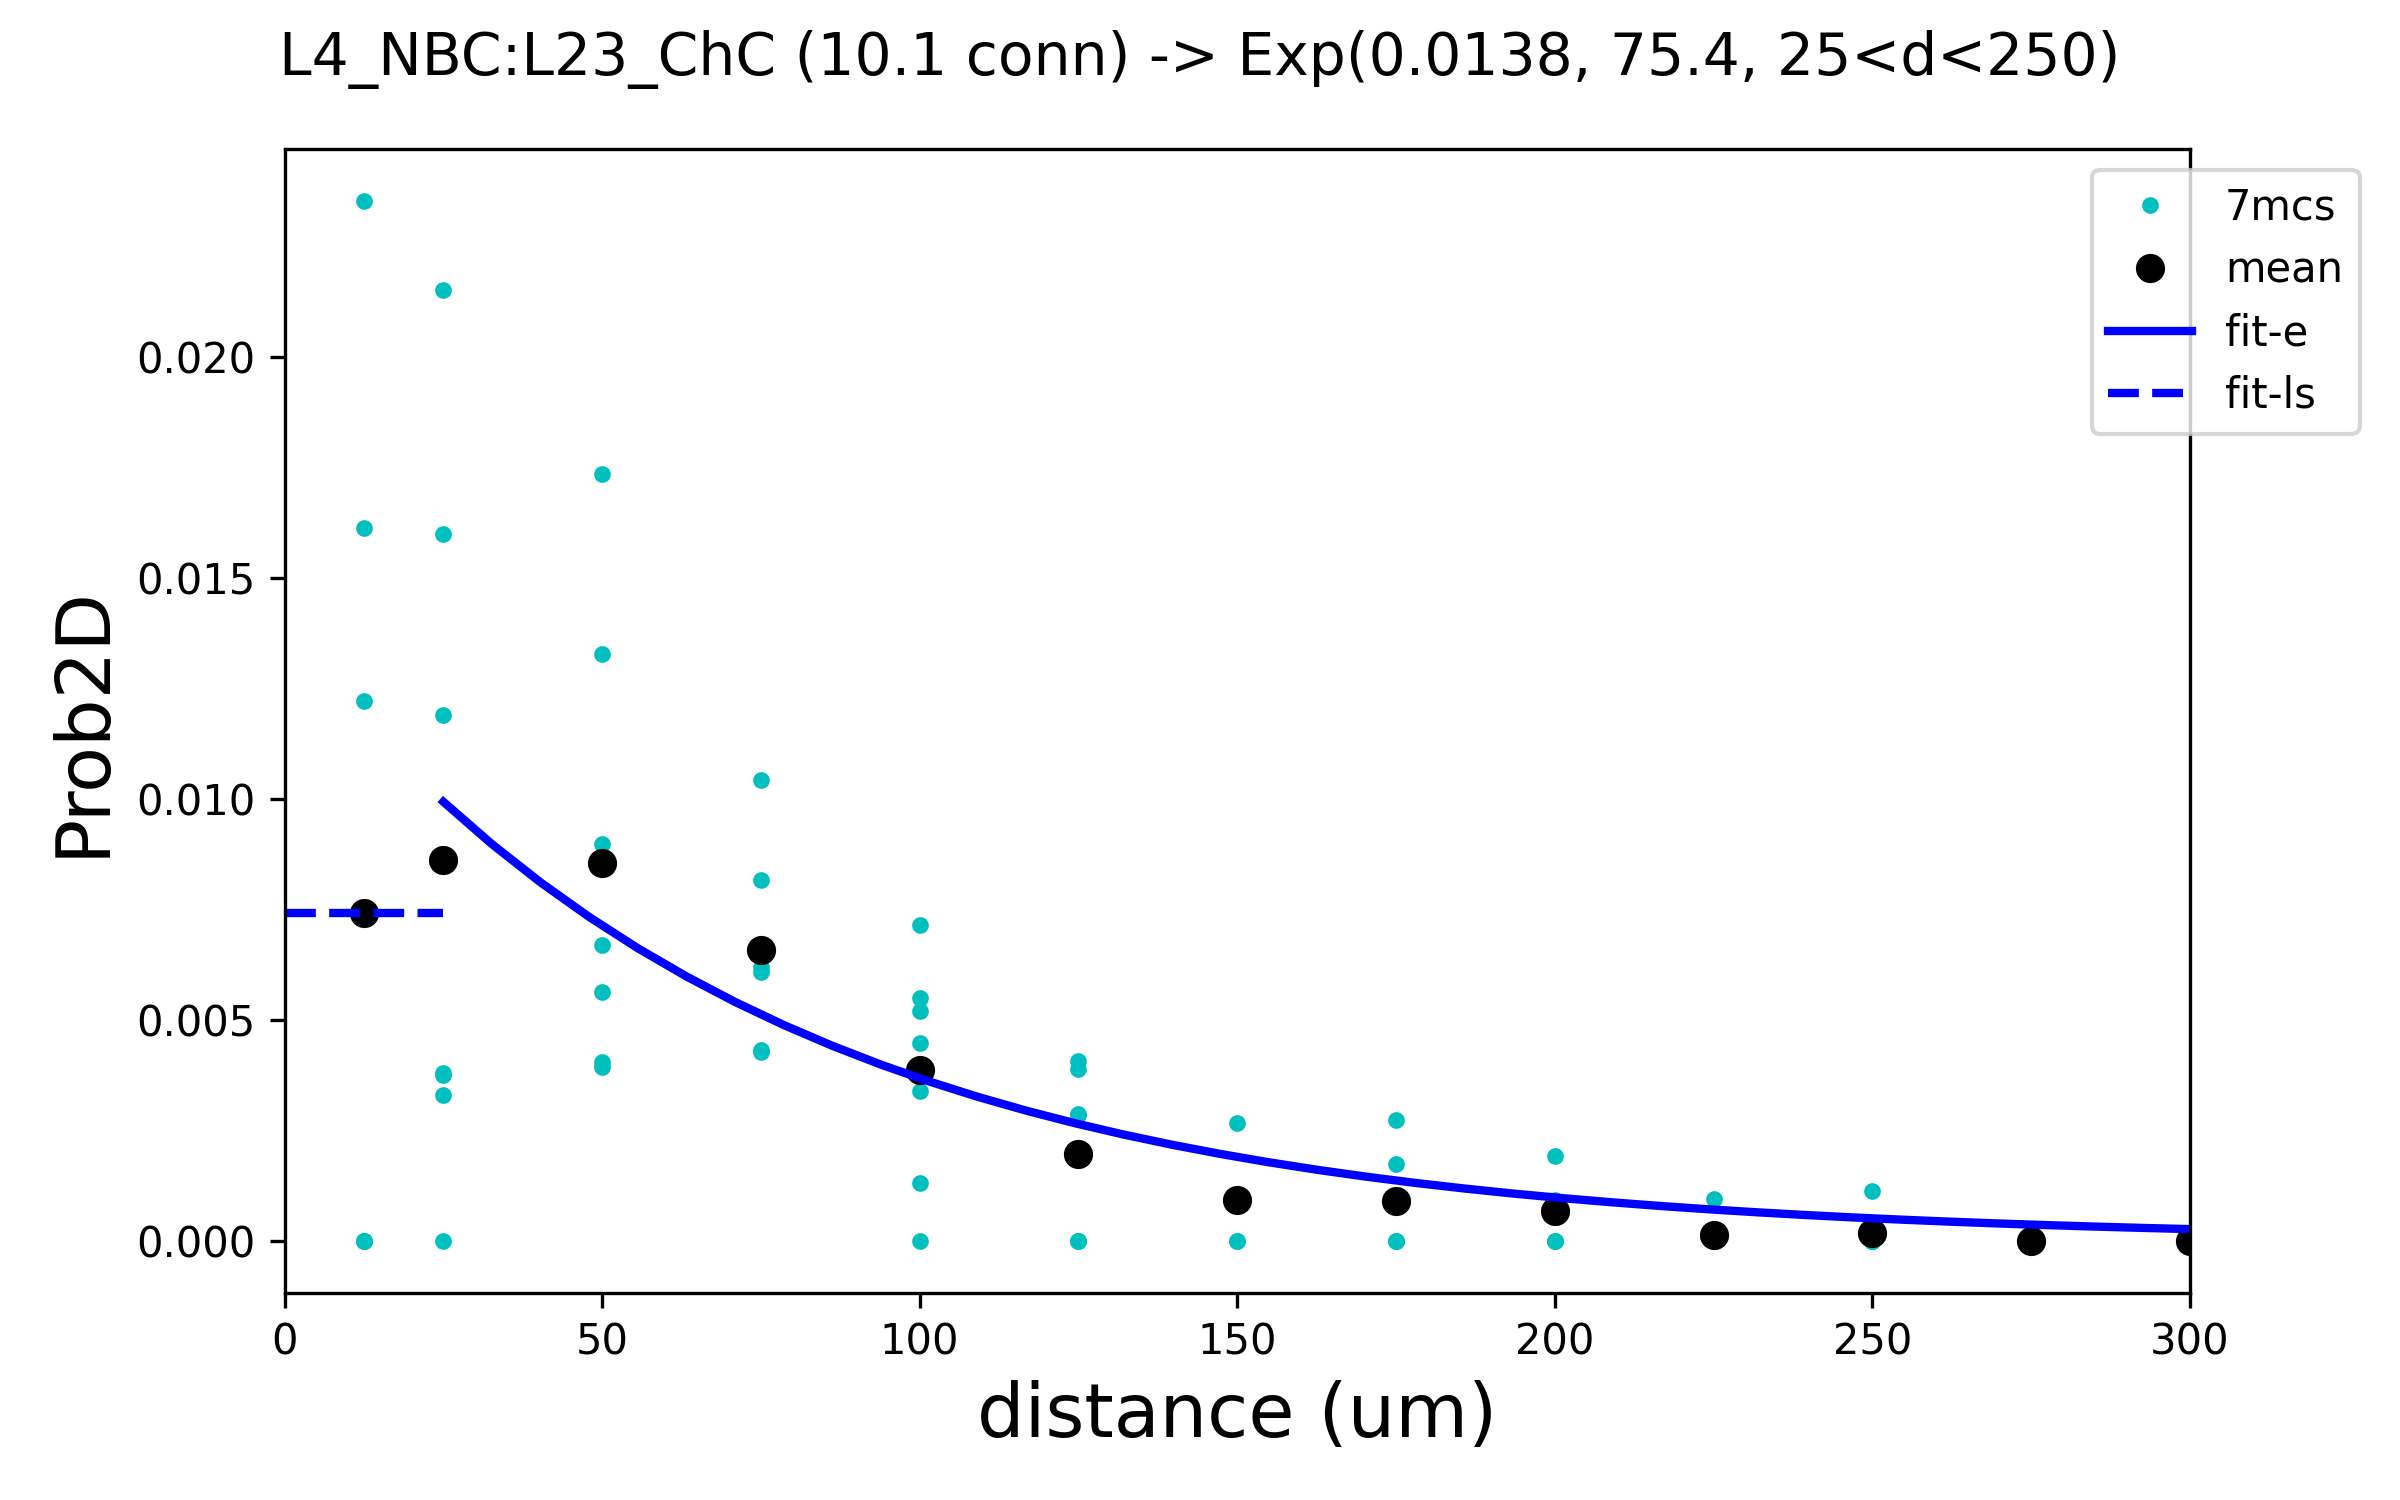 L4_NBC:L23_ChC (10.1 conn) -> Exp(0.0138, 75.4, 25<d<250)
7mcs
mean
fit-e
fit-ls
Prob2D
0.020
0.015
0.010
0.005
0.000
0 50 100 150 200 250 300
distance (um)